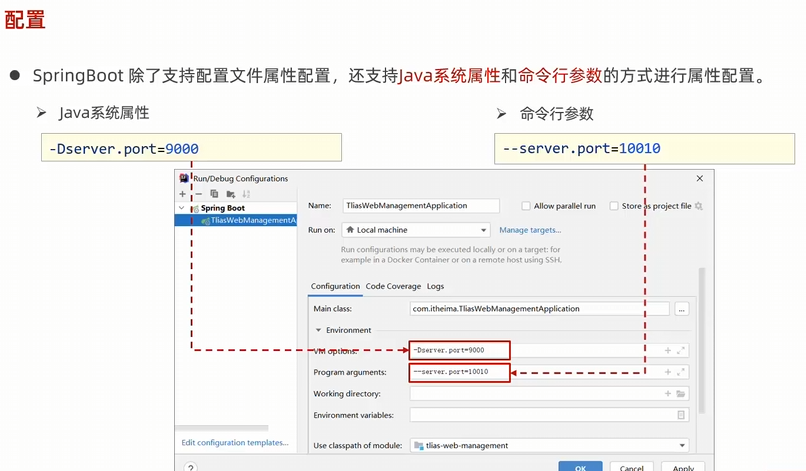 配置
● SpringBoot 除了支持配置文件属性配置，还支持Java系统属性和命令行参数的方式进行属性配置。
➢ Java系统属性
➢ 命令行参数
-Dserver.port=9000
--server.port=10010
Run/Debug Configurations
Spring Boot
TliasWebManagementA
Name: TliasWebManagementApplication
Allow parallel run
Store as project file
Run on: Local machine
Manage targets...
Run configurations may be executed locally or on a target: for
example in a Docker Container or on a remote host using SSH.
Configuration Code Coverage Logs
Main class: com.itheima.TliasWebManagementApplication ...
Environment
VM options: -Dserver.port=9000
Program arguments: --server.port=10010
Working directory:
Environment variables:
Edit configuration templates...
Use classpath of module: tlias-web-management
? OK Cancel Apply